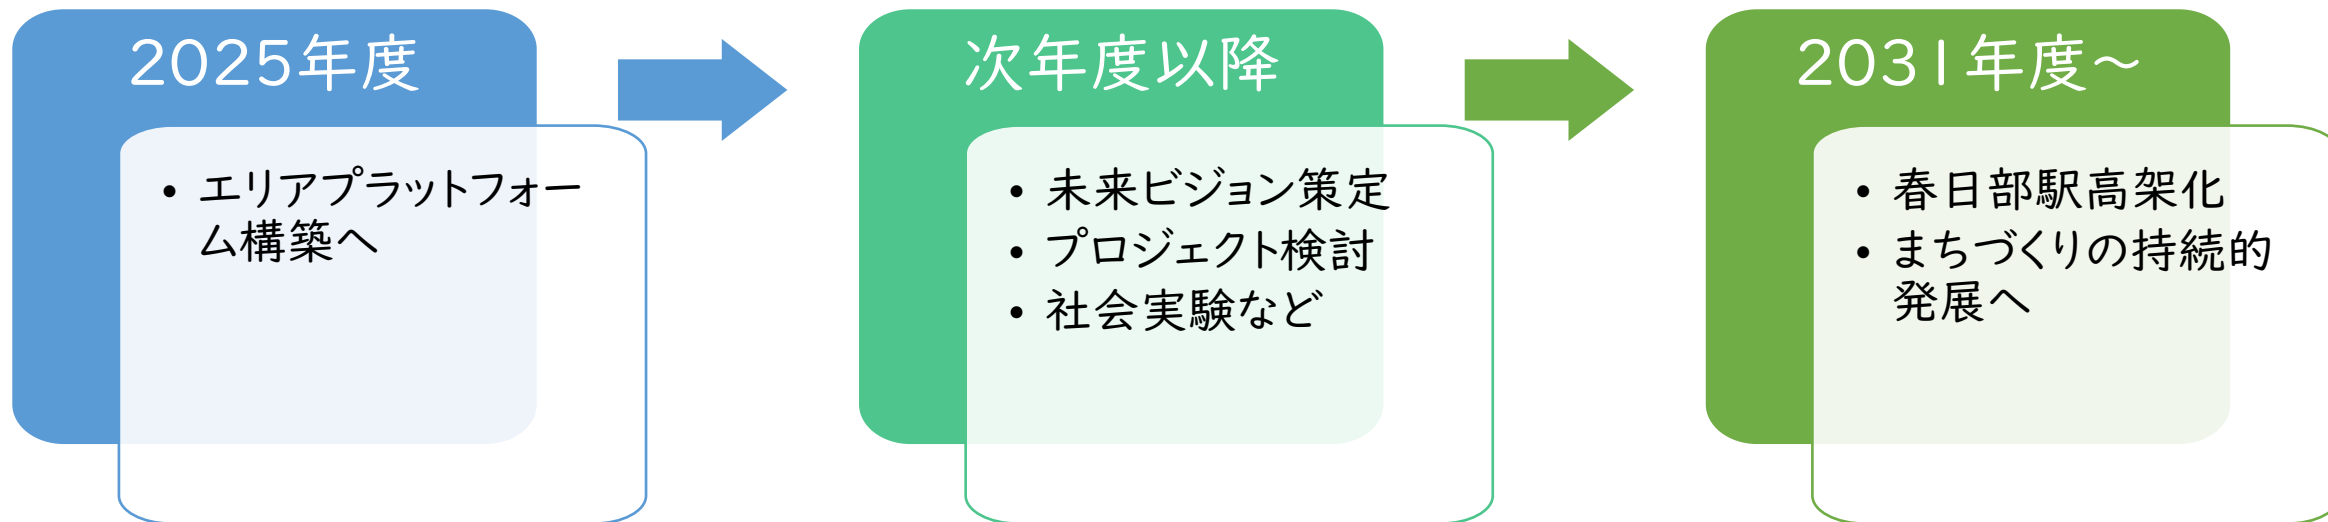 2025年度
・エリアプラットフォー
ム構築へ
次年度以降
・未来ビジョン策定
・プロジェクト検討
・社会実験など
2031年度～
・春日部駅高架化
・まちづくりの持続的
発展へ